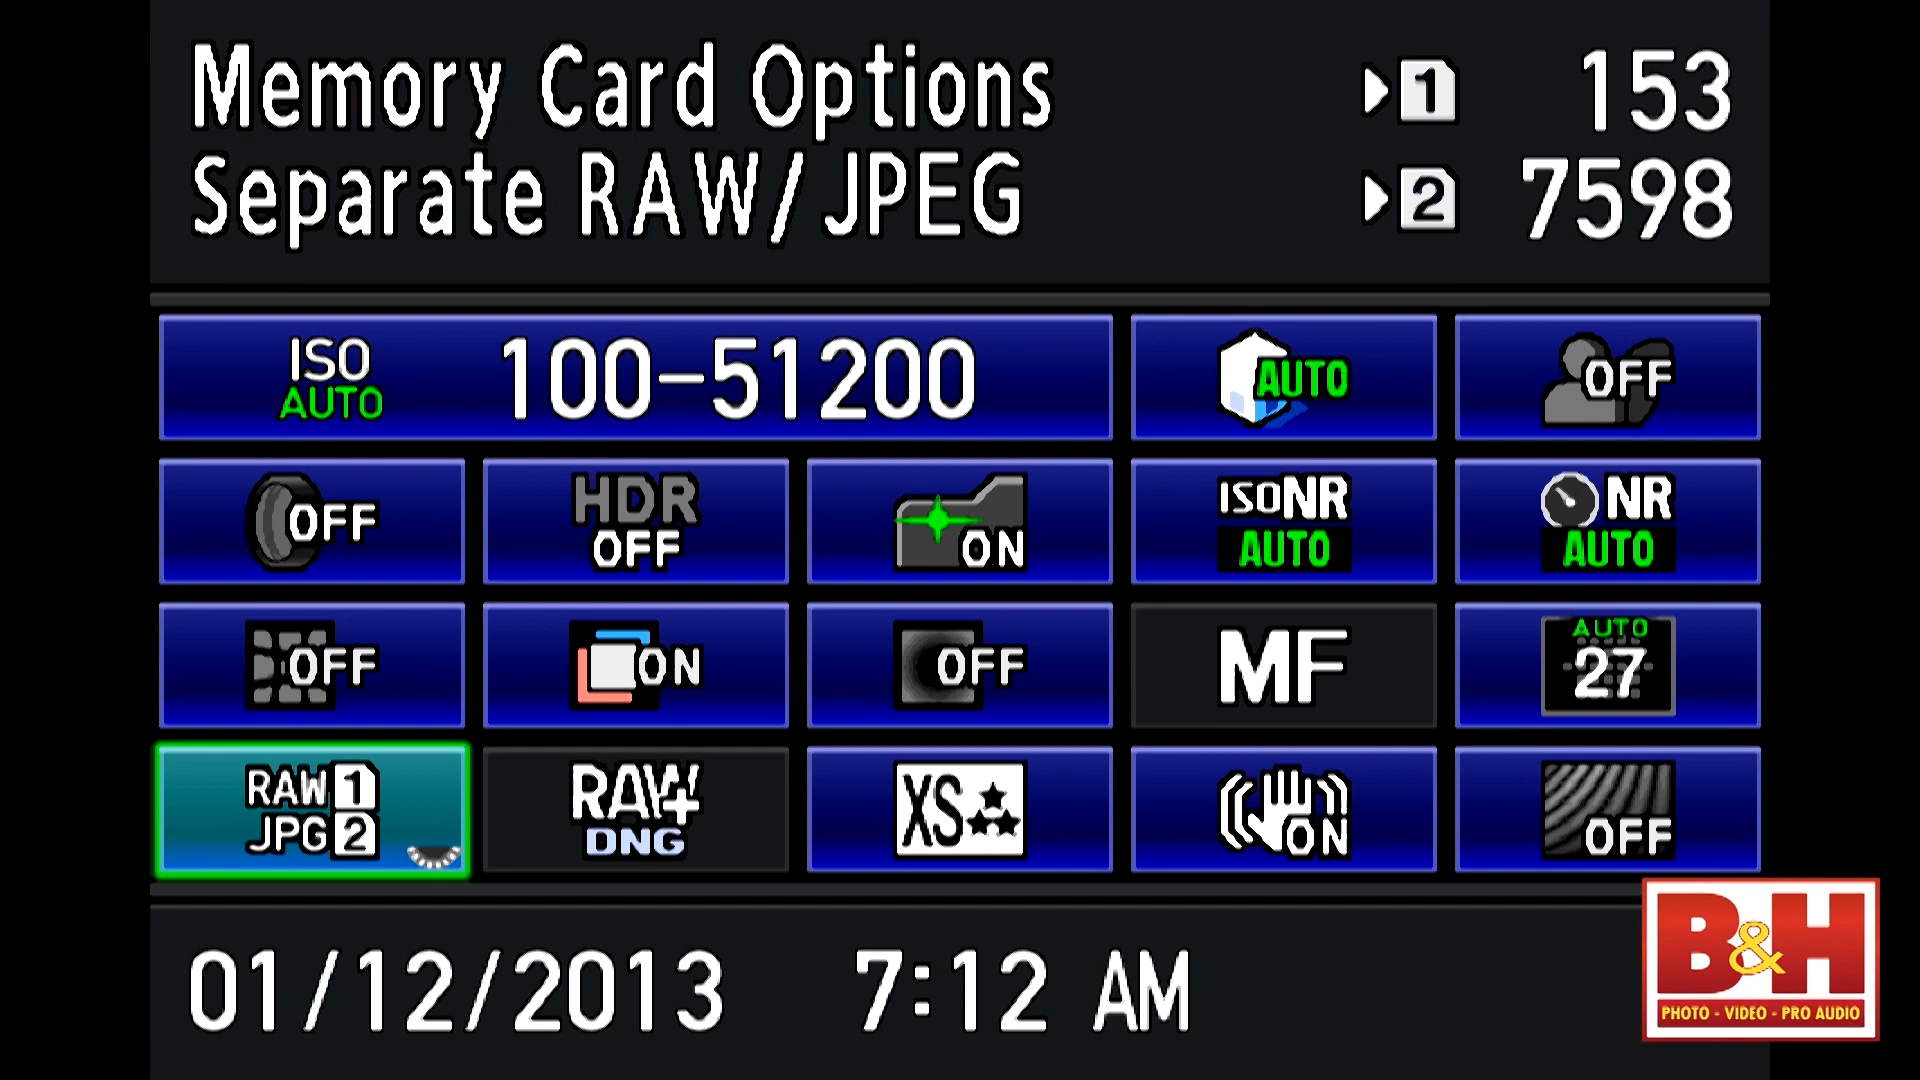 Memory Card Options
1 153
Separate RAW/JPEG
2 7598
ISO AUTO 100-51200
AUTO
OFF
OFF
HDR OFF
ON
ISONR AUTO
NR AUTO
OFF
ON
OFF
MF
AUTO 27
RAW 1
JPG 2
RAW+
DNG
XS
ON
OFF
01/12/2013 7:12 AM
B&H
PHOTO - VIDEO - PRO AUDIO